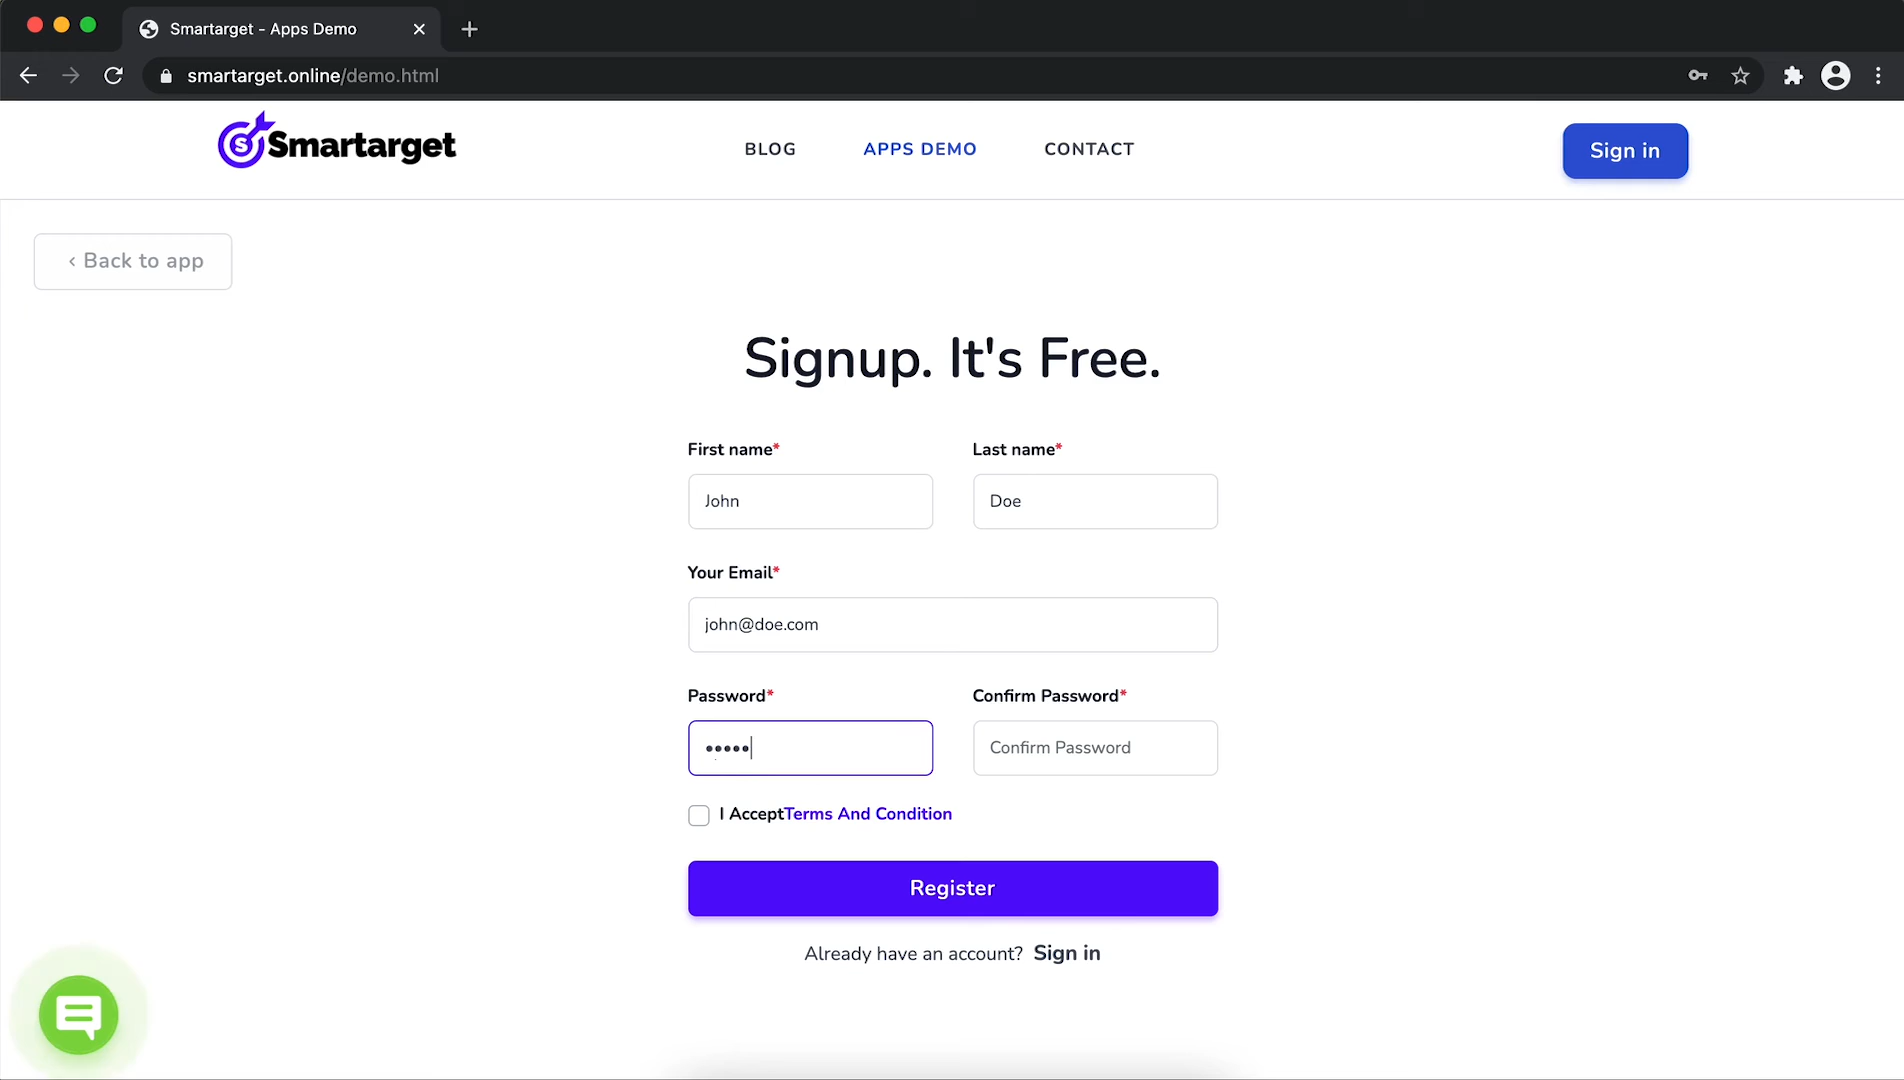 Smartarget - Apps Demo
smartarget.online/demo.html
Smartarget
BLOG
APPS DEMO
CONTACT
Sign in
‹ Back to app
Signup. It's Free.
First name*
Last name*
John
Doe
Your Email*
john@doe.com
Password*
Confirm Password*
•••••
Confirm Password
I AcceptTerms And Condition
Register
Already have an account? Sign in